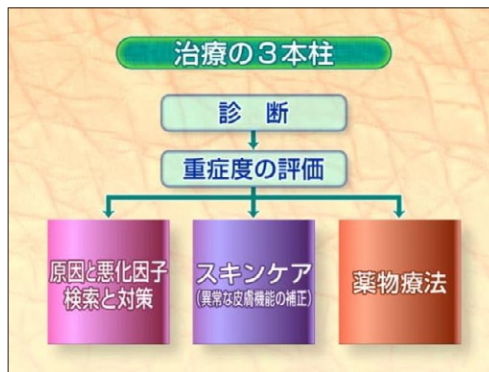 治療の3本柱
診 断
重症度の評価
原因と悪化因子
検索と対策
スキンケア
(異常な皮膚機能の補正)
薬物療法